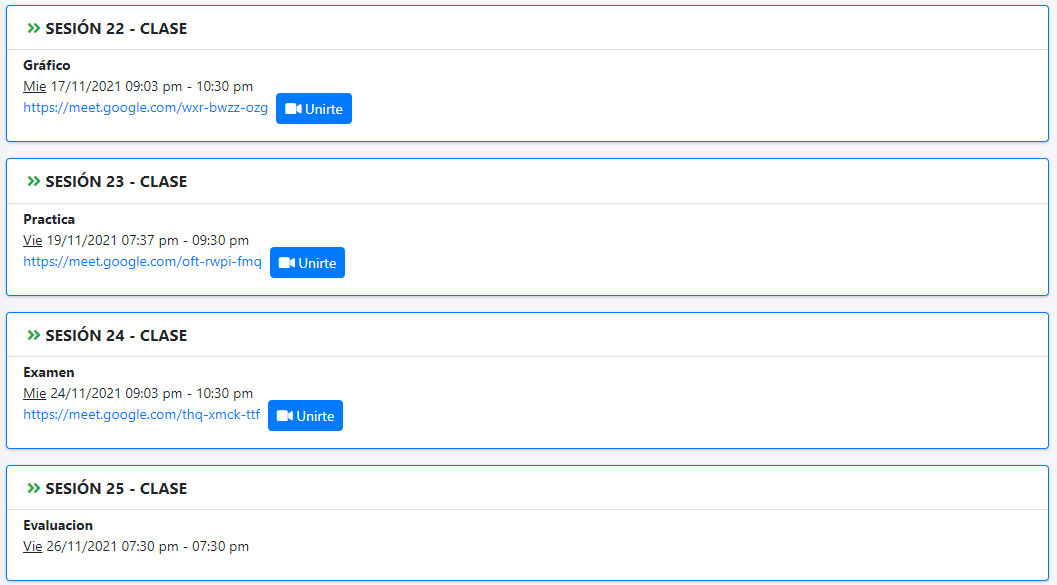 SESIÓN 22 - CLASE
Gráfico
Mie 17/11/2021 09:03 pm - 10:30 pm
https://meet.google.com/wxr-bwzz-ozg Unirte
SESIÓN 23 - CLASE
Practica
Vie 19/11/2021 07:37 pm - 09:30 pm
https://meet.google.com/oft-rwpi-fmq Unirte
SESIÓN 24 - CLASE
Examen
Mie 24/11/2021 09:03 pm - 10:30 pm
https://meet.google.com/thq-xmck-ttf Unirte
SESIÓN 25 - CLASE
Evaluacion
Vie 26/11/2021 07:30 pm - 07:30 pm